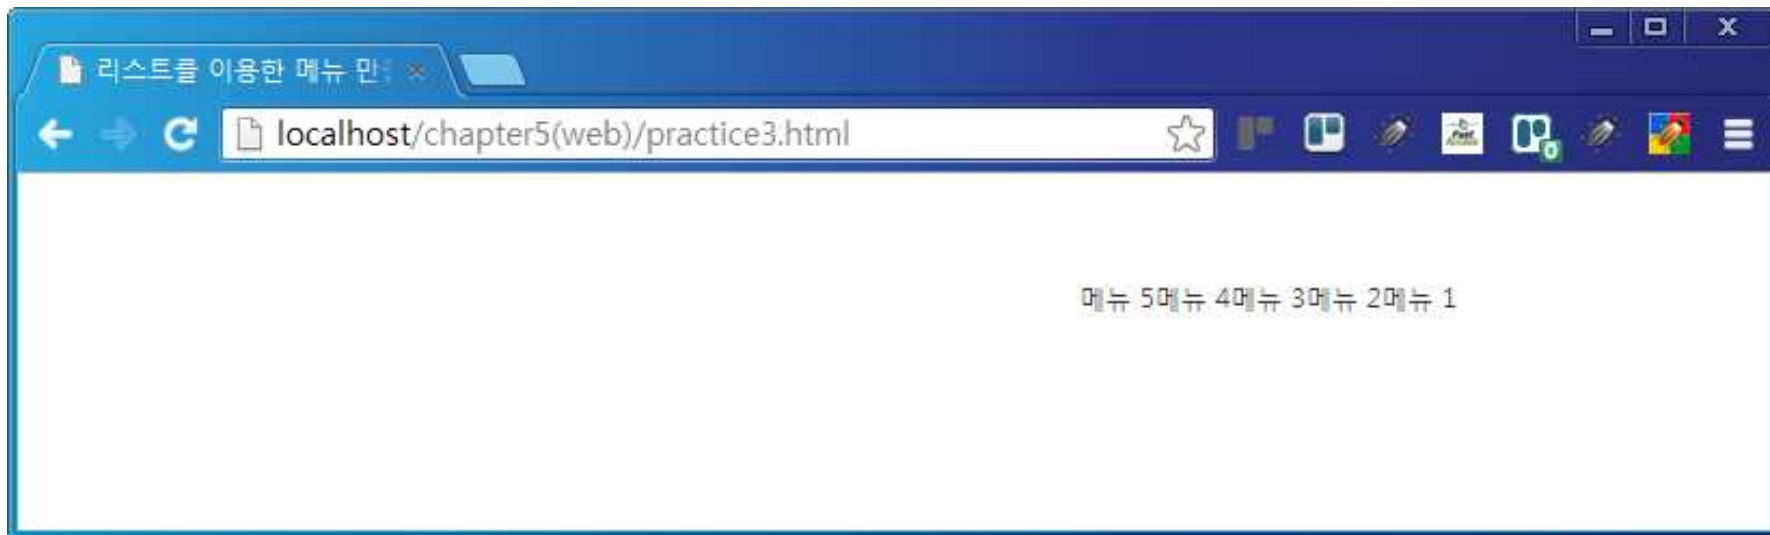 리스트를 이용한 메뉴 만
localhost/chapter5(web)/practice3.html
메뉴 5메뉴 4메뉴 3메뉴 2메뉴 1